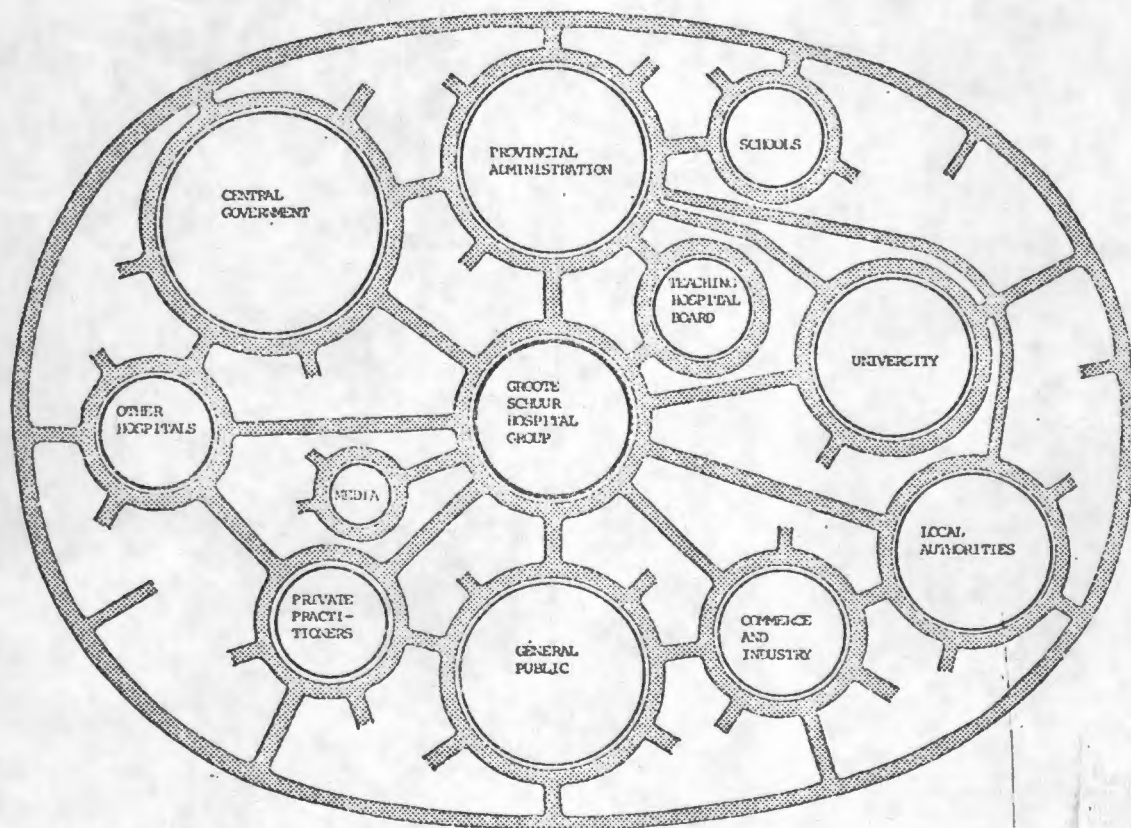 PROVINCIAL
ADMINISTRATION
SCHOOLS
CENTRAL
GOVERNMENT
TEACHING
HOSPITAL
BOARD
UNIVERCITY
GROOTE
SCHUUR
HOSPITAL
GROUP
OTHER
HOSPITALS
MEDIA
LOCAL
AUTHORITIES
PRIVATE
PRACTI-
TIONERS
GENERAL
PUBLIC
COMMERCE
AND
INDUSTRY